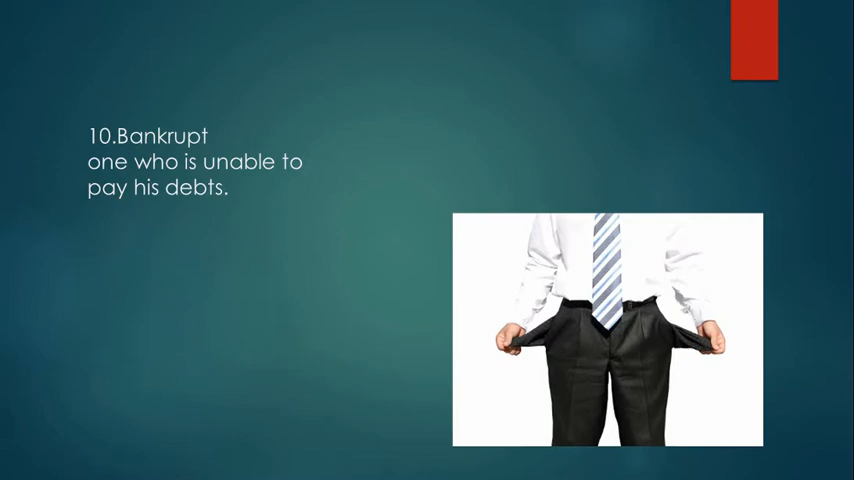 10.Bankrupt
one who is unable to
pay his debts.